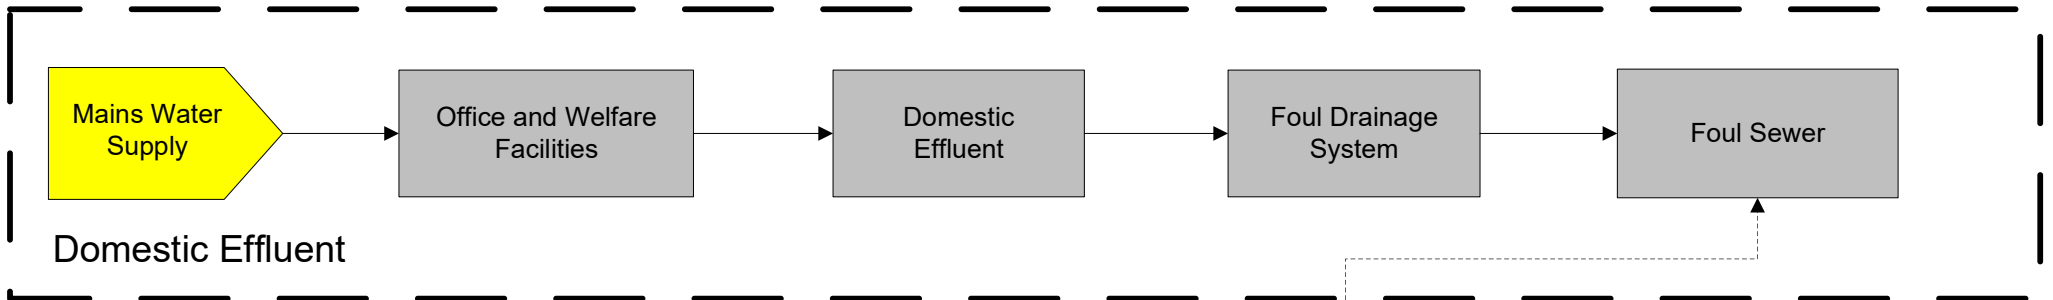 Mains Water
Supply
Office and Welfare
Facilities
Domestic
Effluent
Foul Drainage
System
Foul Sewer
Domestic Effluent